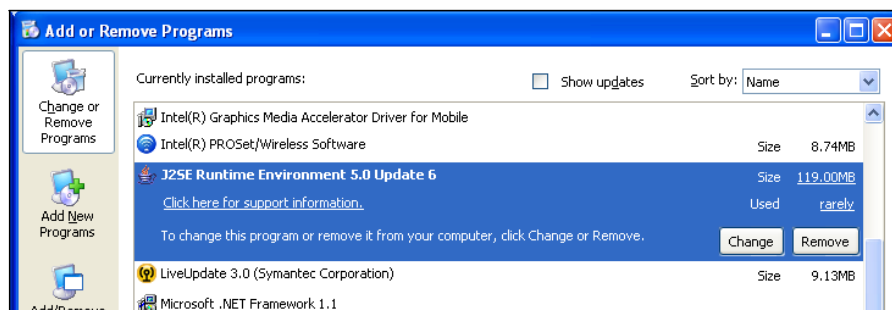 Add or Remove Programs
Currently installed programs:
Show updates
Sort by: Name
Change or
Remove
Programs
Add New
Programs
Add/Remove
Intel(R) Graphics Media Accelerator Driver for Mobile
Intel(R) PROSet/Wireless Software Size 8.74MB
J2SE Runtime Environment 5.0 Update 6 Size 119.00MB
Click here for support information. Used rarely
To change this program or remove it from your computer, click Change or Remove. Change Remove
LiveUpdate 3.0 (Symantec Corporation) Size 9.13MB
Microsoft .NET Framework 1.1